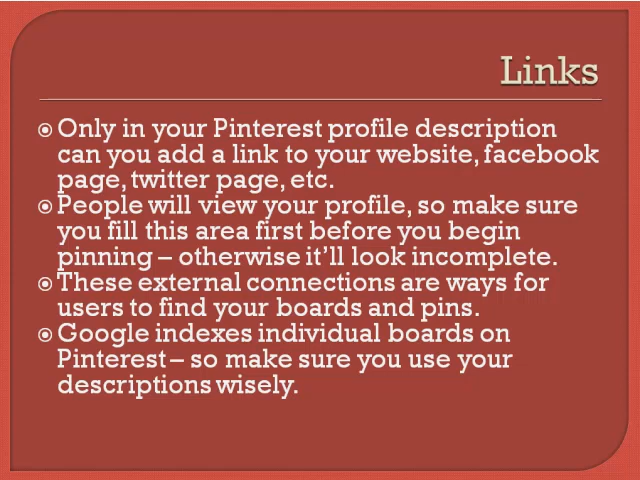 Links
⦿ Only in your Pinterest profile description
can you add a link to your website, facebook
page, twitter page, etc.
⦿ People will view your profile, so make sure
you fill this area first before you begin
pinning – otherwise it'll look incomplete.
⦿ These external connections are ways for
users to find your boards and pins.
⦿ Google indexes individual boards on
Pinterest – so make sure you use your
descriptions wisely.